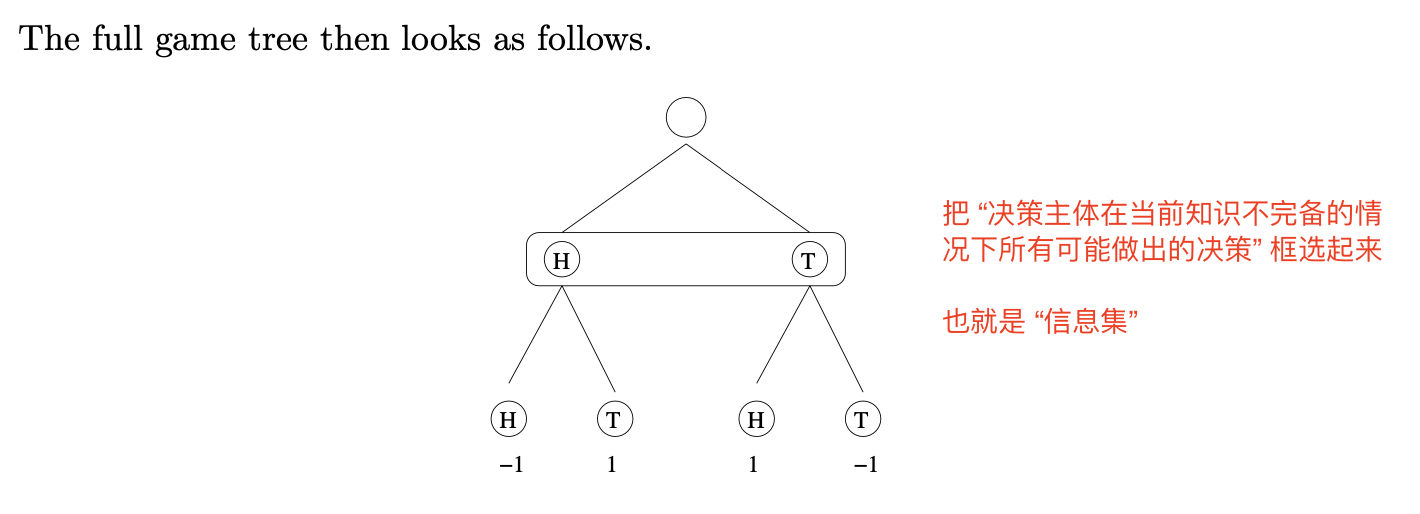 The full game tree then looks as follows.
把 “决策主体在当前知识不完备的情
况下所有可能做出的决策” 框选起来
也就是 “信息集”
H T
H T H T
−1 1 1 −1